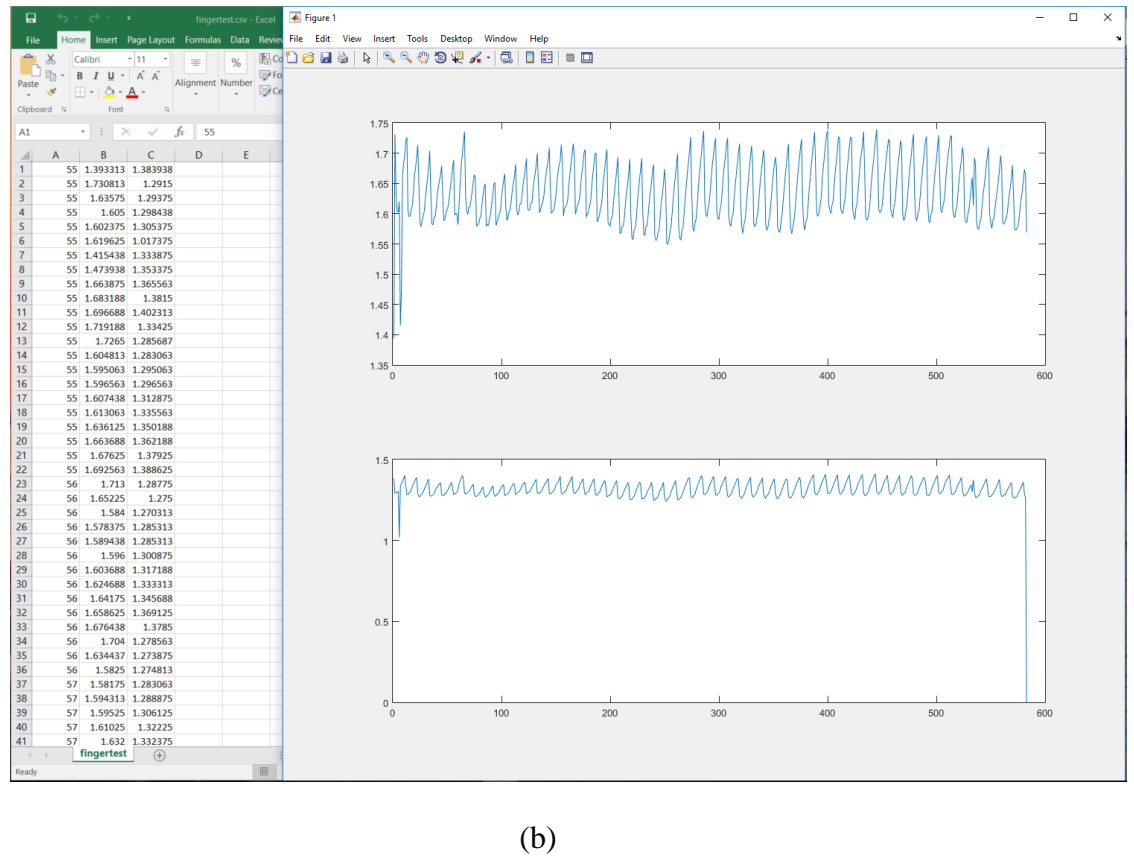 fingertest.csv - Excel
File Home Insert Page Layout Formulas Data Review
Calibri 11 A A
Paste B I U A Alignment Number
Clipboard Font
A1 fx 55
A B C D E
1 55 1.393313 1.383938
2 55 1.730813 1.2915
3 55 1.63575 1.29375
4 55 1.605 1.298438
5 55 1.602375 1.305375
6 55 1.619625 1.017375
7 55 1.415438 1.333875
8 55 1.473938 1.353375
9 55 1.663875 1.365563
10 55 1.683188 1.3815
11 55 1.696688 1.402313
12 55 1.719188 1.33425
13 55 1.7265 1.285687
14 55 1.604813 1.283063
15 55 1.595063 1.295063
16 55 1.596563 1.296563
17 55 1.607438 1.312875
18 55 1.613063 1.335563
19 55 1.636125 1.350188
20 55 1.663688 1.362188
21 55 1.67625 1.37925
22 55 1.692563 1.388625
23 56 1.713 1.28775
24 56 1.65225 1.275
25 56 1.584 1.270313
26 56 1.578375 1.285313
27 56 1.589438 1.285313
28 56 1.596 1.300875
29 56 1.603688 1.317188
30 56 1.624688 1.333313
31 56 1.64175 1.345688
32 56 1.658625 1.369125
33 56 1.676438 1.3785
34 56 1.704 1.278563
35 56 1.634437 1.273875
36 56 1.5825 1.274813
37 57 1.58175 1.283063
38 57 1.594313 1.288875
39 57 1.59525 1.306125
40 57 1.61025 1.32225
41 57 1.632 1.332375
fingertest
Ready
Figure 1
File Edit View Insert Tools Desktop Window Help
1.75
1.7
1.65
1.6
1.55
1.5
1.45
1.4
1.35
0 100 200 300 400 500 600
1.5
1
0.5
0
0 100 200 300 400 500 600
(b)